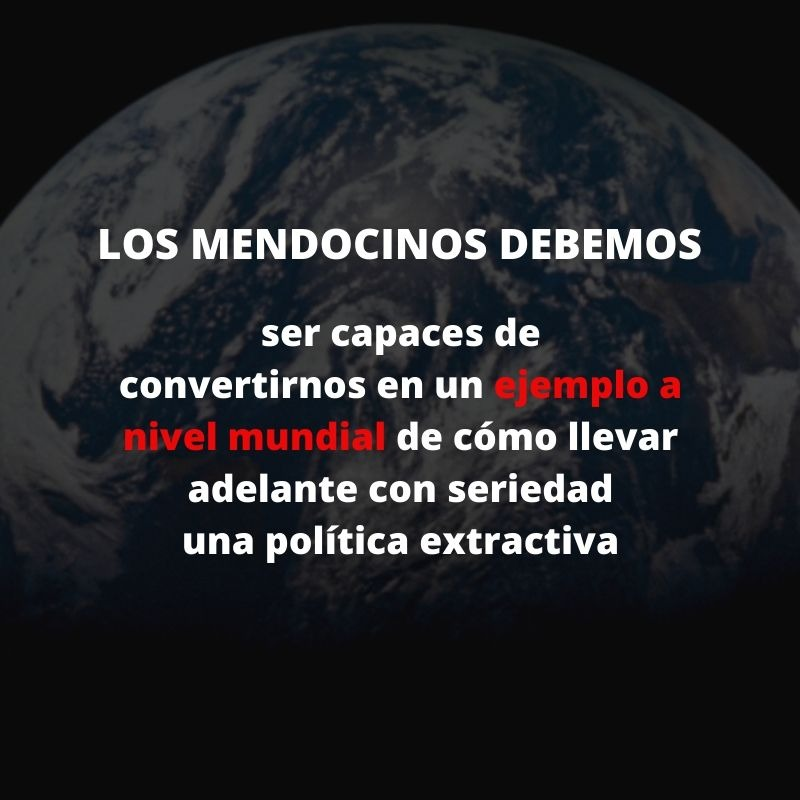 LOS MENDOCINOS DEBEMOS
ser capaces de
convertirnos en un ejemplo a
nivel mundial de cómo llevar
adelante con seriedad
una política extractiva